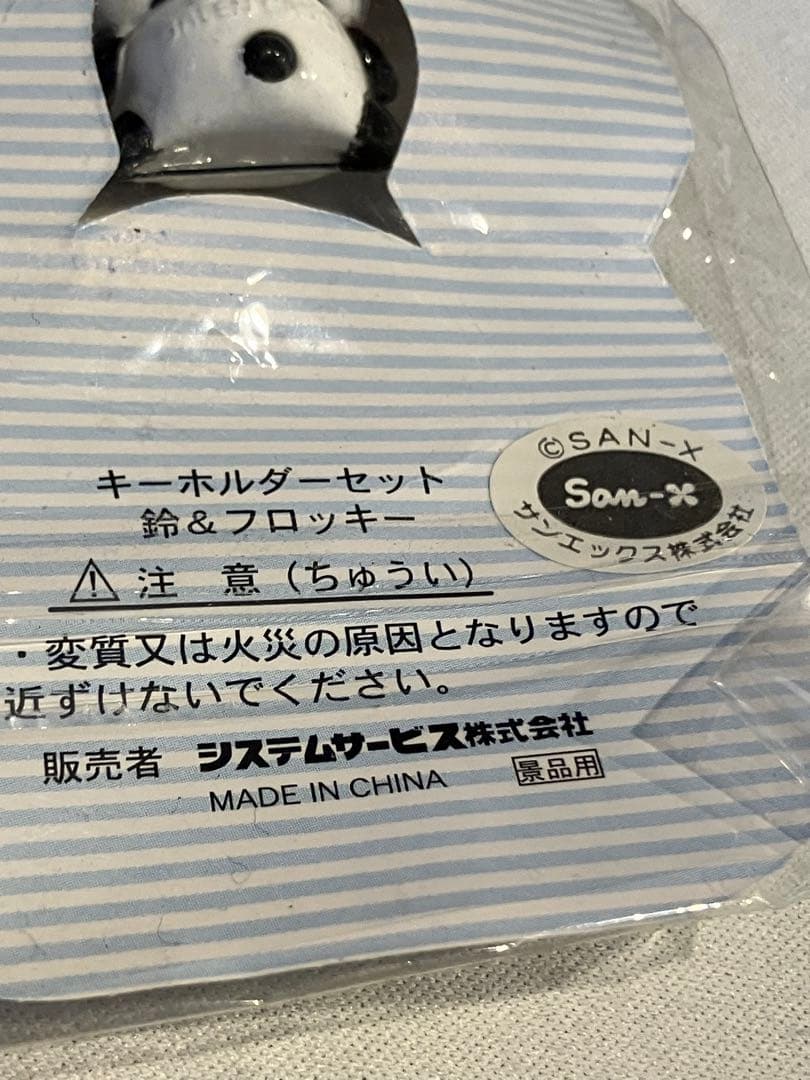 ©SAN-X
San-x
サンエックス株式会社
キーホルダーセット
鈴&フロッキー
⚠注 意(ちゅうい)
・変質又は火災の原因となりますので
近ずけないでください。
販売者 システムサービス株式会社
MADE IN CHINA 景品用